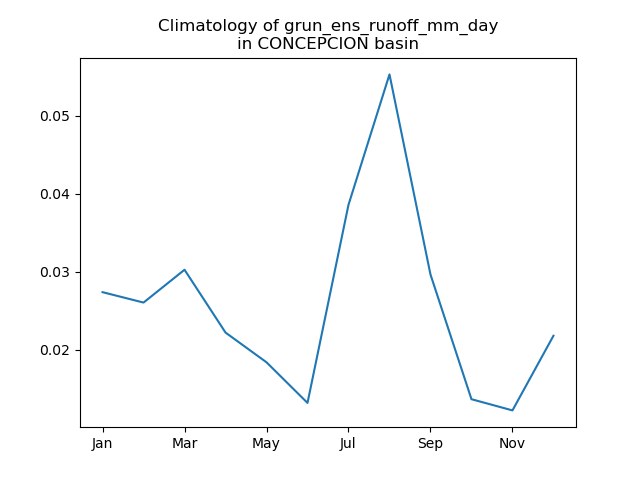 Climatology of grun_ens_runoff_mm_day
in CONCEPCION basin
0.05
0.04
0.03
0.02
Jan Mar May Jul Sep Nov